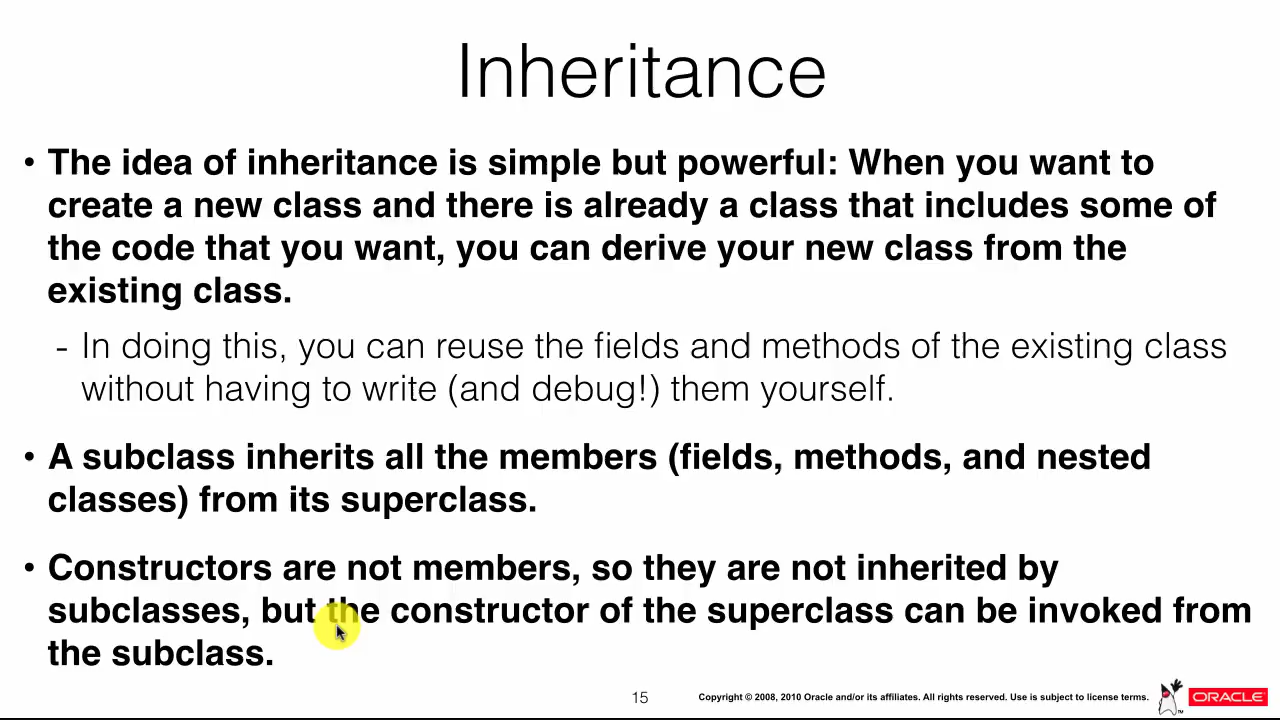 Inheritance
• The idea of inheritance is simple but powerful: When you want to
create a new class and there is already a class that includes some of
the code that you want, you can derive your new class from the
existing class.
- In doing this, you can reuse the fields and methods of the existing class
without having to write (and debug!) them yourself.
• A subclass inherits all the members (fields, methods, and nested
classes) from its superclass.
• Constructors are not members, so they are not inherited by
subclasses, but the constructor of the superclass can be invoked from
the subclass.
15
Copyright © 2008, 2010 Oracle and/or its affiliates. All rights reserved. Use is subject to license terms.
™
ORACLE